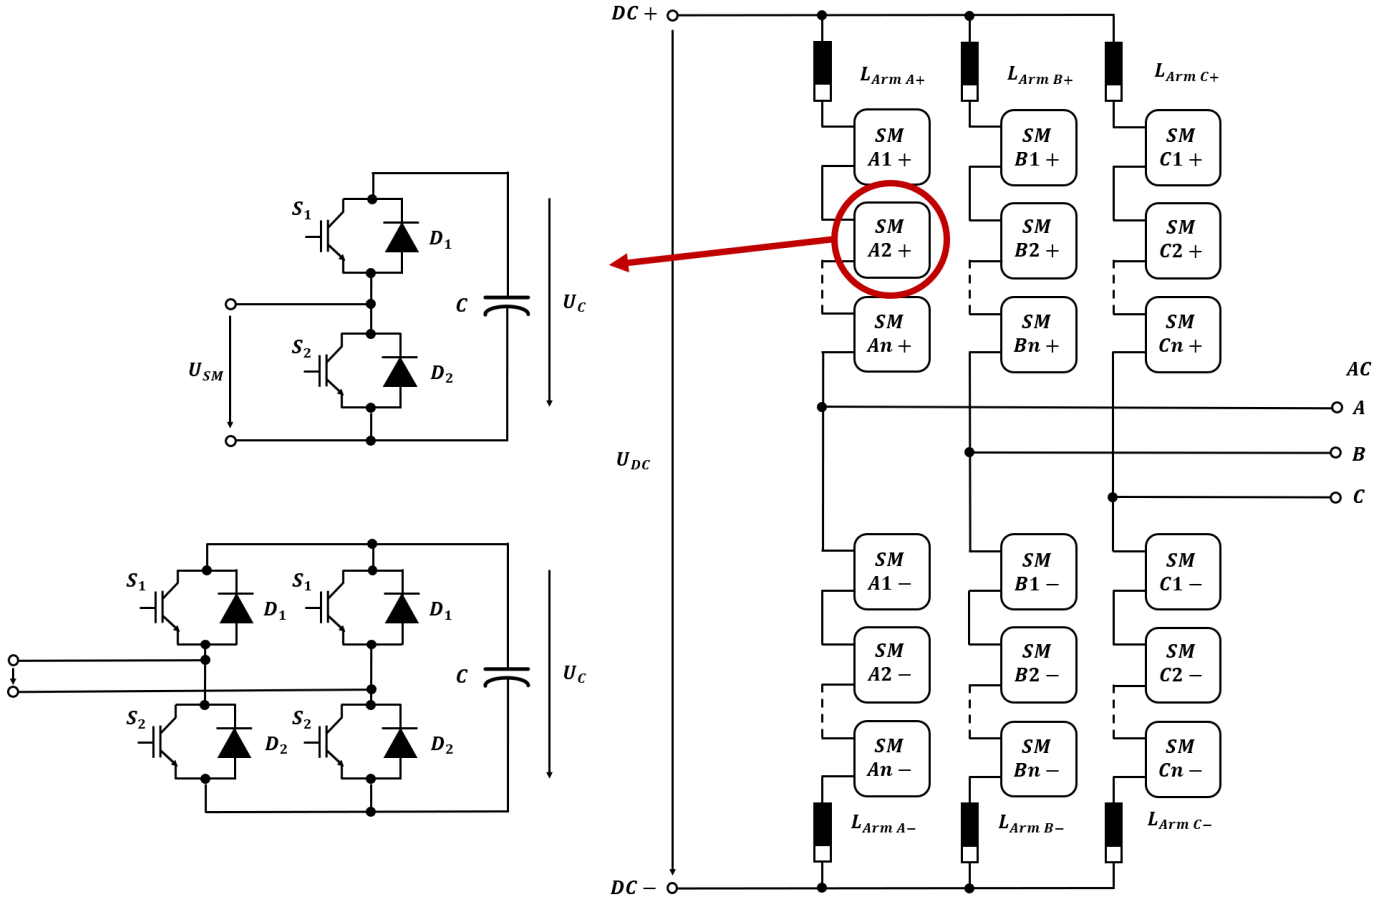 DC +
L_Arm A+
L_Arm B+
L_Arm C+
SM
A1 +
SM
B1 +
SM
C1 +
SM
A2 +
SM
B2 +
SM
C2 +
SM
An +
SM
Bn +
SM
Cn +
S₁
D₁
C
U_C
S₂
D₂
U_SM
U_DC
AC
A
B
C
S₁
D₁
S₁
D₁
C
U_C
S₂
D₂
S₂
D₂
SM
A1 −
SM
B1 −
SM
C1 −
SM
A2 −
SM
B2 −
SM
C2 −
SM
An −
SM
Bn −
SM
Cn −
L_Arm A−
L_Arm B−
L_Arm C−
DC −